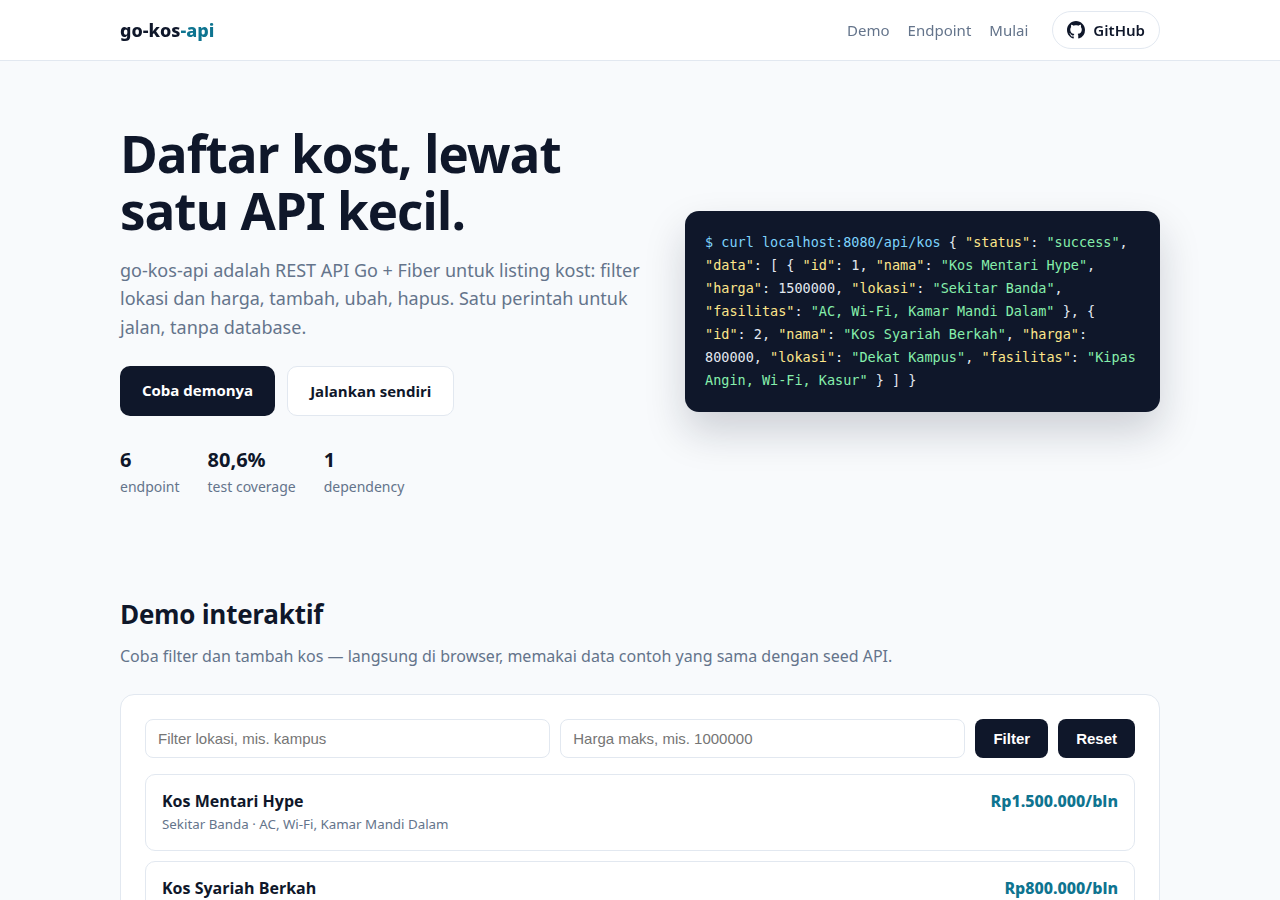 go-kos-api
Demo
Endpoint
Mulai
GitHub
Daftar kost, lewat
satu API kecil.
go-kos-api adalah REST API Go + Fiber untuk listing kost: filter
lokasi dan harga, tambah, ubah, hapus. Satu perintah untuk
jalan, tanpa database.
Coba demonya
Jalankan sendiri
6
endpoint
80,6%
test coverage
1
dependency
$ curl localhost:8080/api/kos { "status": "success",
"data": [ { "id": 1, "nama": "Kos Mentari Hype",
"harga": 1500000, "lokasi": "Sekitar Banda",
"fasilitas": "AC, Wi-Fi, Kamar Mandi Dalam" }, {
"id": 2, "nama": "Kos Syariah Berkah", "harga":
800000, "lokasi": "Dekat Kampus", "fasilitas": "Kipas
Angin, Wi-Fi, Kasur" } ] }
Demo interaktif
Coba filter dan tambah kos — langsung di browser, memakai data contoh yang sama dengan seed API.
Filter lokasi, mis. kampus
Harga maks, mis. 1000000
Filter
Reset
Kos Mentari Hype
Rp1.500.000/bln
Sekitar Banda · AC, Wi-Fi, Kamar Mandi Dalam
Kos Syariah Berkah
Rp800.000/bln